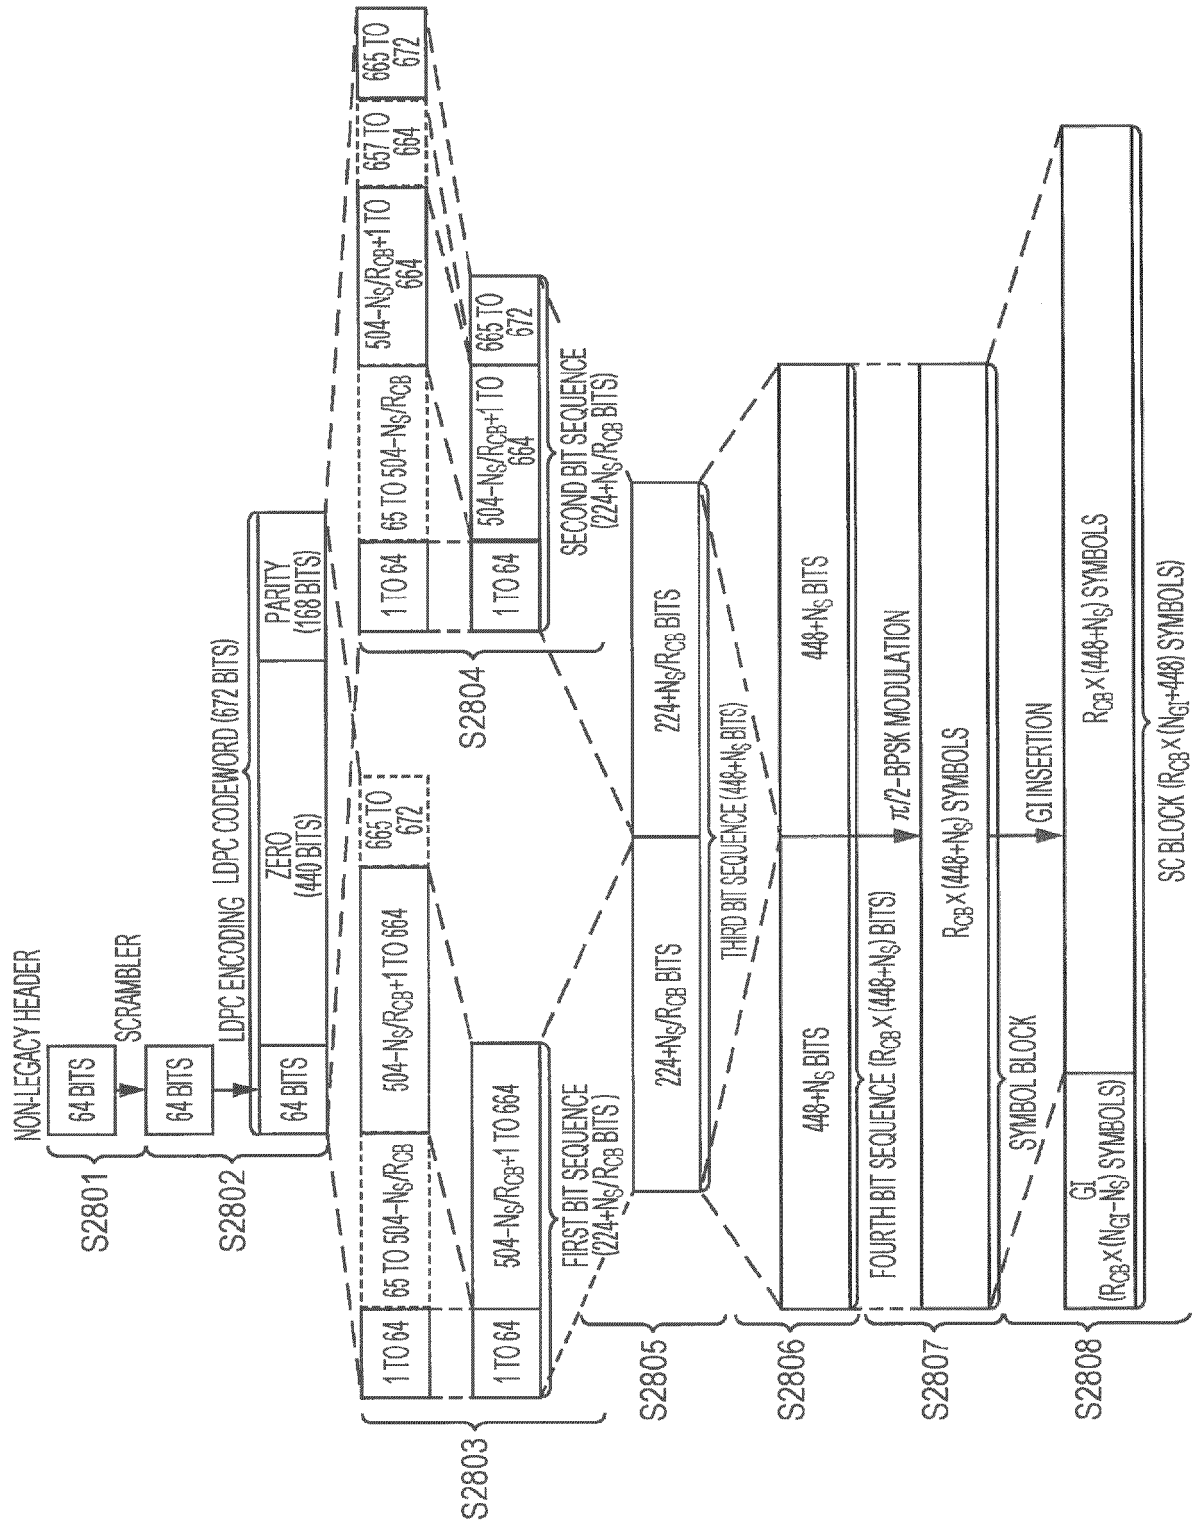 NON-LEGACY HEADER
S2801
64 BITS
SCRAMBLER
S2802
64 BITS
LDPC ENCODING
LDPC CODEWORD (672 BITS)
64 BITS
ZERO
(440 BITS)
PARITY
(168 BITS)
S2803
1 TO 64
65 TO 504–NS/RCB
504–NS/RCB+1 TO 664
665 TO
672
1 TO 64
504–NS/RCB+1 TO 664
FIRST BIT SEQUENCE
(224+NS/RCB BITS)
S2804
1 TO 64
65 TO 504–NS/RCB
504–NS/RCB+1 TO
664
657 TO
664
665 TO
672
1 TO 64
504–NS/RCB+1 TO
664
665 TO
672
SECOND BIT SEQUENCE
(224+NS/RCB BITS)
S2805
224+NS/RCB BITS
224+NS/RCB BITS
THIRD BIT SEQUENCE (448+NS BITS)
S2806
448+NS BITS
448+NS BITS
FOURTH BIT SEQUENCE (RCB×(448+NS) BITS)
π/2-BPSK MODULATION
S2807
RCB×(448+NS) SYMBOLS
SYMBOL BLOCK
GI INSERTION
S2808
GI
(RCB×(NGI–NS) SYMBOLS)
RCB×(448+NS) SYMBOLS
SC BLOCK (RCB×(NGI+448) SYMBOLS)